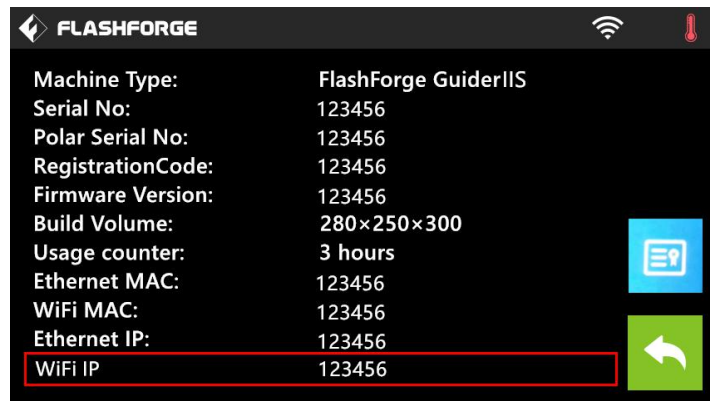 FLASHFORGE
Machine Type: FlashForge GuiderIIS
Serial No: 123456
Polar Serial No: 123456
RegistrationCode: 123456
Firmware Version: 123456
Build Volume: 280×250×300
Usage counter: 3 hours
Ethernet MAC: 123456
WiFi MAC: 123456
Ethernet IP: 123456
WiFi IP 123456